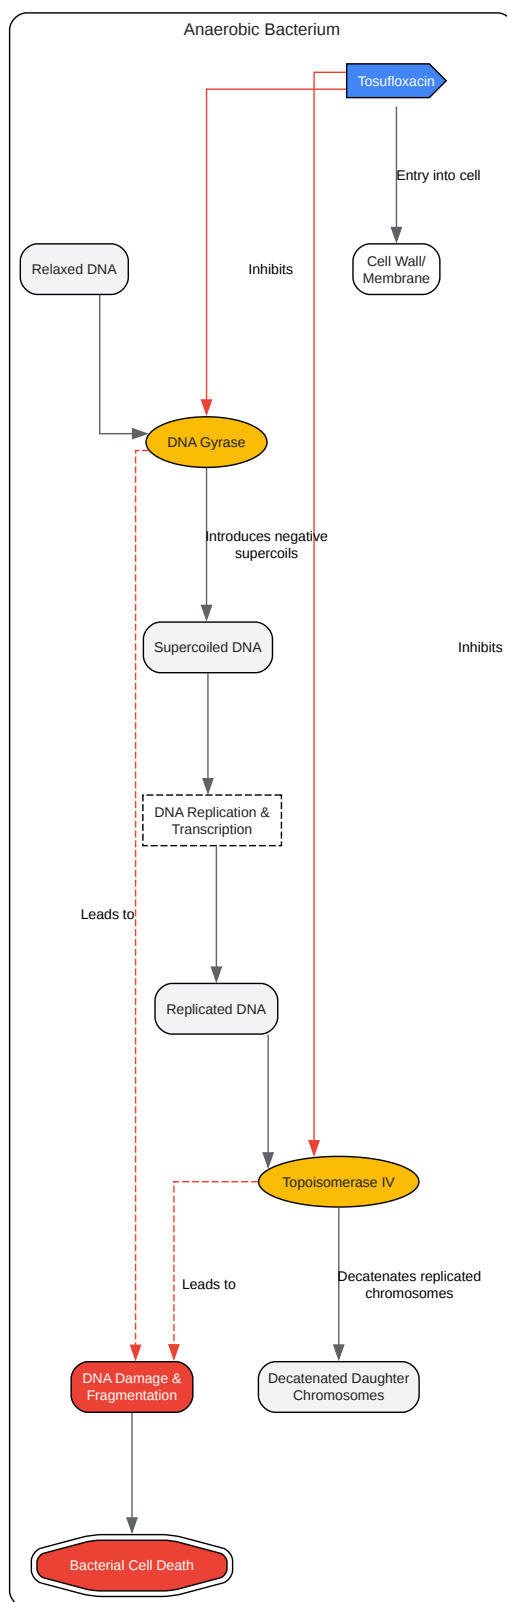 Anaerobic Bacterium
Tosufloxacin
Entry into cell
Relaxed DNA
Inhibits
Cell Wall/
Membrane
DNA Gyrase
Introduces negative
supercoils
Supercoiled DNA
Inhibits
DNA Replication &
Transcription
Leads to
Replicated DNA
Topoisomerase IV
Leads to
Decatenates replicated
chromosomes
DNA Damage &
Fragmentation
Decatenated Daughter
Chromosomes
Bacterial Cell Death